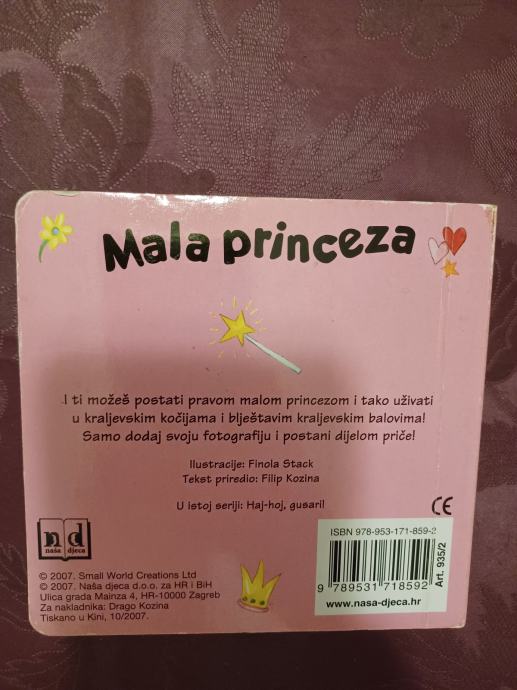 Mala princeza
I ti možeš postati pravom malom princezom i tako uživati
u kraljevskim kočijama i blještavim kraljevskim balovima!
Samo dodaj svoju fotografiju i postani dijelom priče!
Ilustracije: Finola Stack
Tekst priredio: Filip Kozina
U istoj seriji: Haj-hoj, gusari!
CE
n d
naša djeca
© 2007. Small World Creations Ltd
© 2007. Naša djeca d.o.o. za HR i BiH
Ulica grada Mainza 4, HR-10000 Zagreb
Za nakladnika: Drago Kozina
Tiskano u Kini, 10/2007.
ISBN 978-953-171-859-2
9 789531 718592
www.nasa-djeca.hr
Art. 935/2